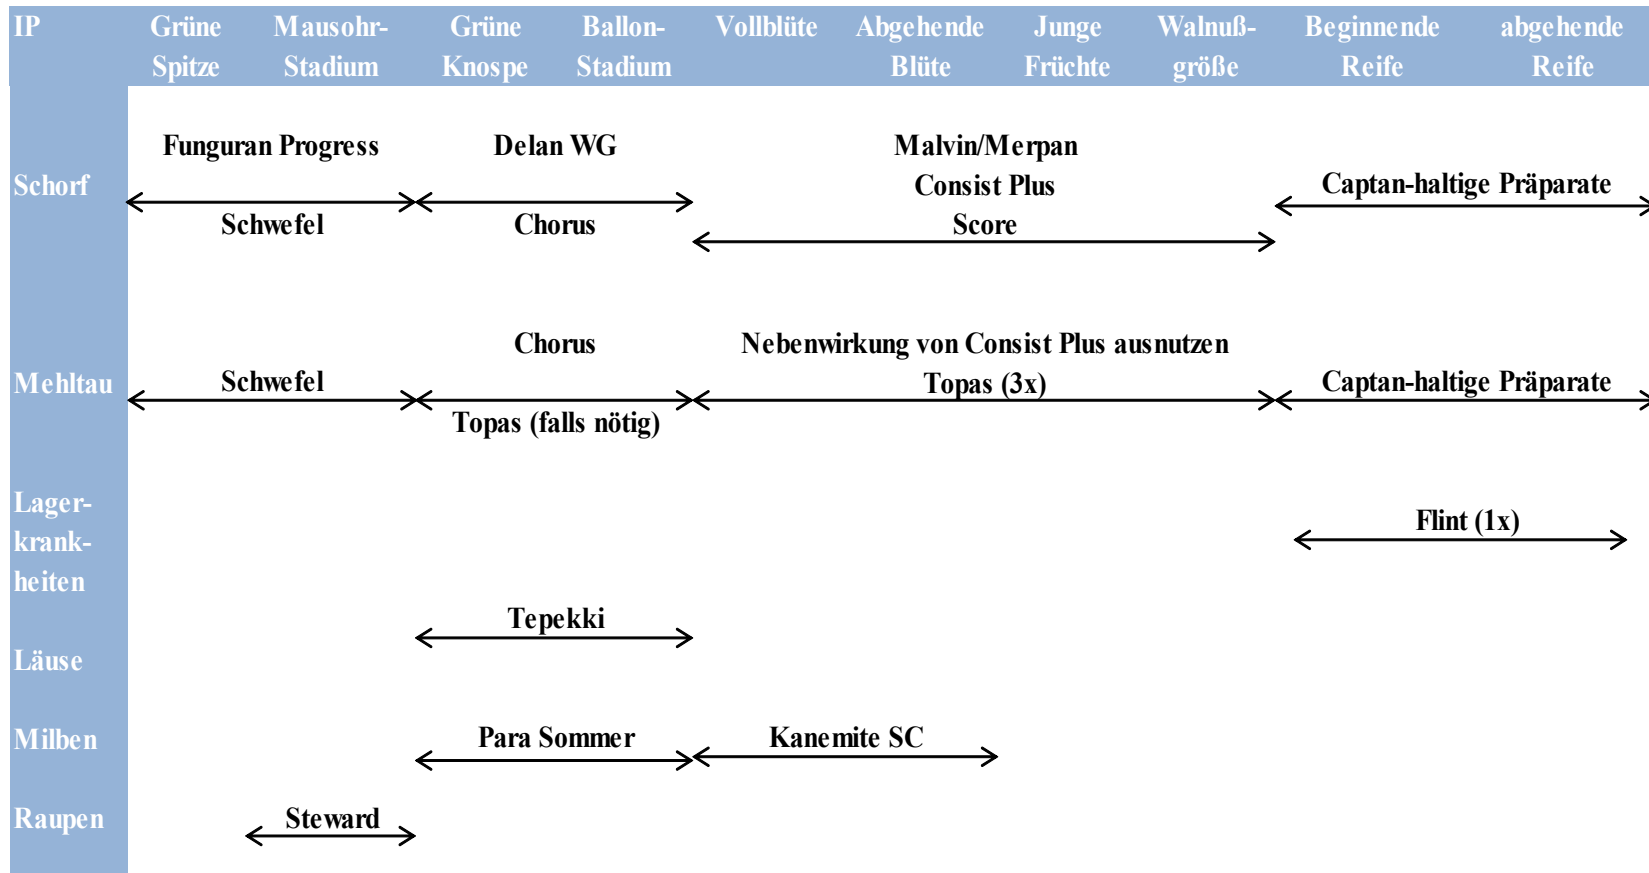 IP Grüne Mausohr- Grüne Ballon- Vollblüte Abgehende Junge Walnuß- Beginnende abgehende
Spitze Stadium Knospe Stadium Blüte Früchte größe Reife Reife
Funguran Progress Delan WG Malvin/Merpan
Schorf Consist Plus Captan-haltige Präparate
Schwefel Chorus Score
Chorus Nebenwirkung von Consist Plus ausnutzen
Mehltau Schwefel Topas (3x) Captan-haltige Präparate
Topas (falls nötig)
Lager-
krank- Flint (1x)
heiten
Tepekki
Läuse
Milben Para Sommer Kanemite SC
Raupen Steward